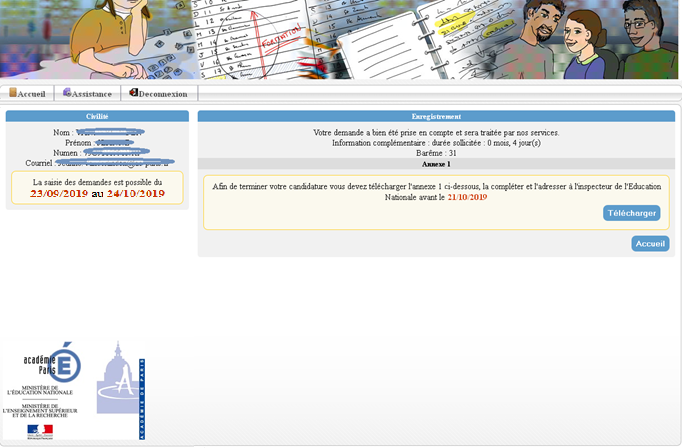 FORMATION
Accueil
Assistance
Deconnexion
Civilité
Nom :
Prénom :
Numen :
Courriel :
La saisie des demandes est possible du
23/09/2019 au 24/10/2019
Enregistrement
Votre demande a bien été prise en compte et sera traitée par nos services.
Information complémentaire : durée sollicitée : 0 mois, 4 jour(s)
Barême : 31
Annexe 1
Afin de terminer votre candidature vous devez télécharger l'annexe 1 ci-dessous, la compléter et l'adresser à l'inspecteur de l'Education
Nationale avant le 21/10/2019
Télécharger
Accueil
académie
Paris
MINISTÈRE DE
L'ÉDUCATION NATIONALE
MINISTÈRE DE
L'ENSEIGNEMENT SUPÉRIEUR
ET DE LA RECHERCHE
ACADÉMIE DE PARIS